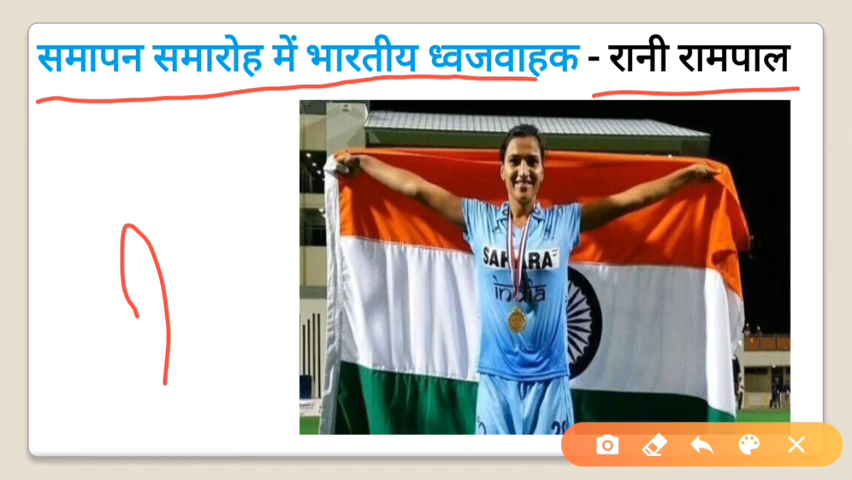 समापन समारोह में भारतीय ध्वजवाहक - रानी रामपाल
SAHARA
india